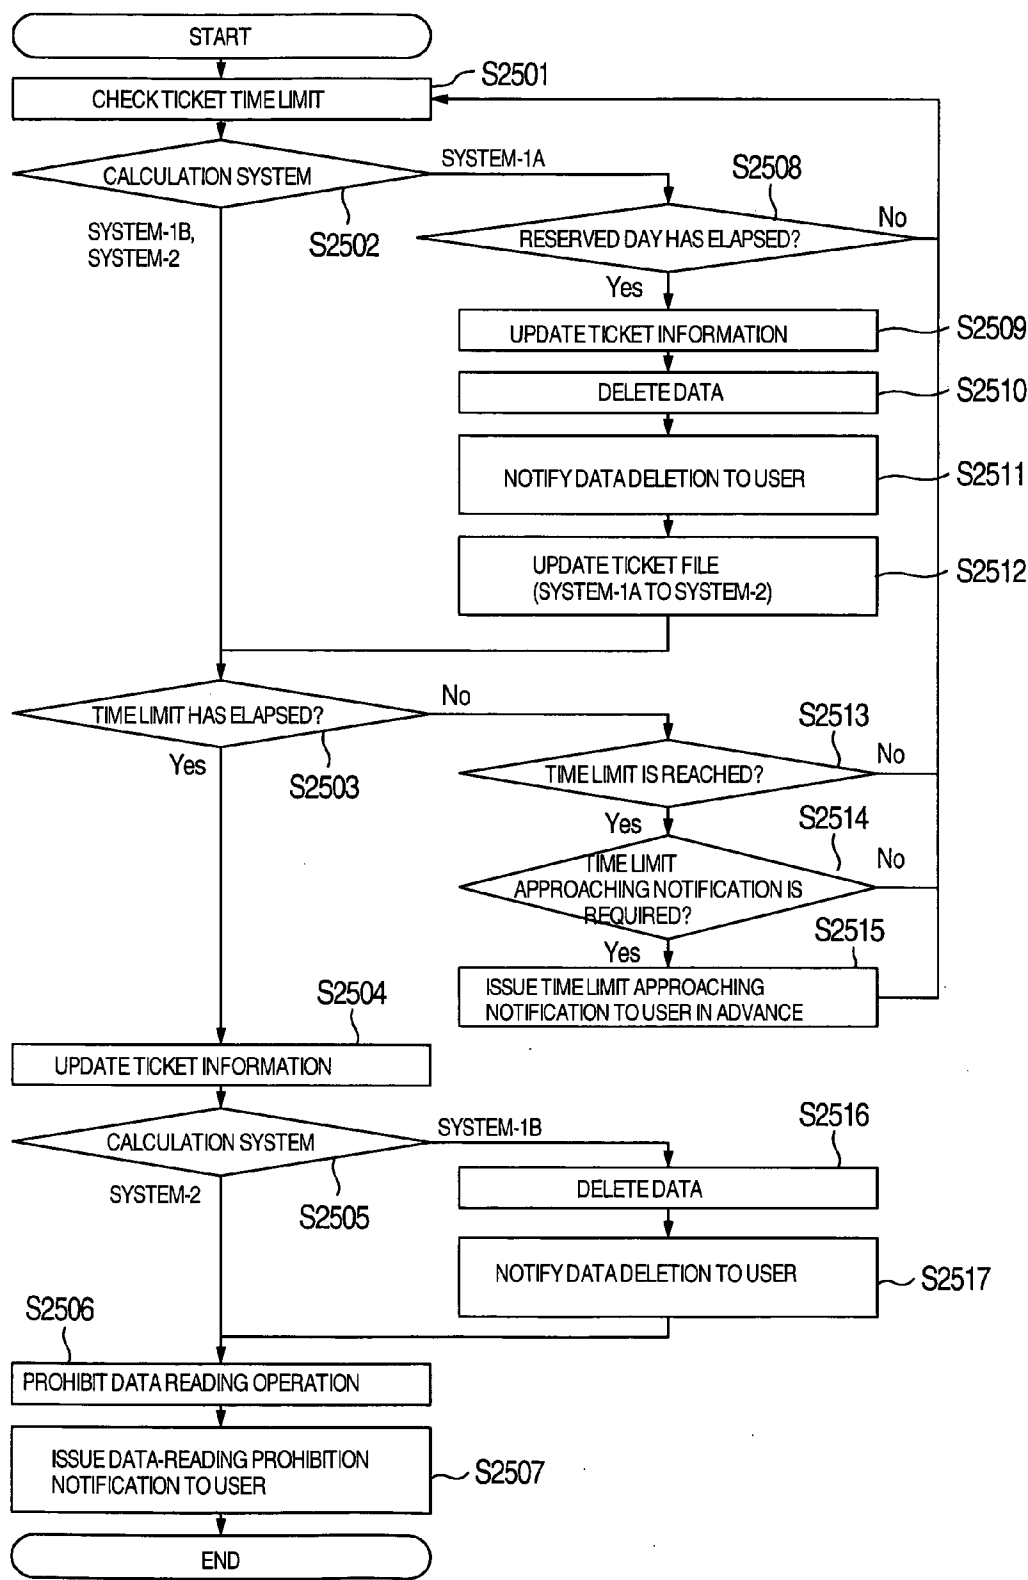 START
S2501
CHECK TICKET TIME LIMIT
CALCULATION SYSTEM
SYSTEM-1A
S2502
SYSTEM-1B,
SYSTEM-2
S2508
RESERVED DAY HAS ELAPSED?
No
Yes
UPDATE TICKET INFORMATION
S2509
DELETE DATA
S2510
NOTIFY DATA DELETION TO USER
S2511
UPDATE TICKET FILE
(SYSTEM-1A TO SYSTEM-2)
S2512
TIME LIMIT HAS ELAPSED?
No
Yes
S2503
S2513
TIME LIMIT IS REACHED?
No
Yes
S2514
TIME LIMIT
APPROACHING NOTIFICATION IS
REQUIRED?
No
Yes
S2515
ISSUE TIME LIMIT APPROACHING
NOTIFICATION TO USER IN ADVANCE
S2504
UPDATE TICKET INFORMATION
CALCULATION SYSTEM
SYSTEM-1B
SYSTEM-2
S2505
S2516
DELETE DATA
NOTIFY DATA DELETION TO USER
S2517
S2506
PROHIBIT DATA READING OPERATION
ISSUE DATA-READING PROHIBITION
NOTIFICATION TO USER
S2507
END